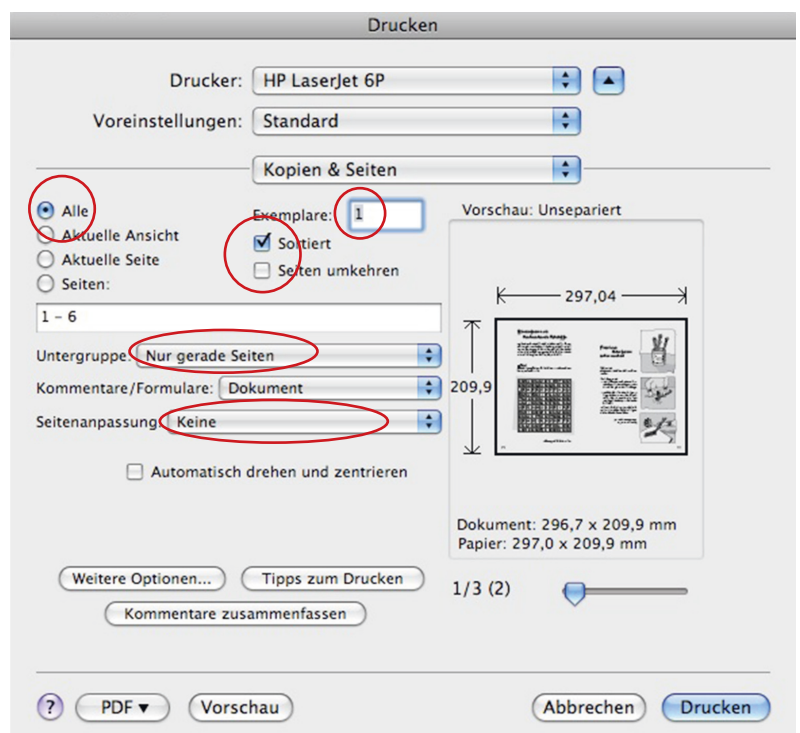 Drucken
Drucker: HP LaserJet 6P
Voreinstellungen: Standard
Kopien & Seiten
Alle
Aktuelle Ansicht
Aktuelle Seite
Seiten:
1 – 6
Exemplare: 1
Sortiert
Seiten umkehren
Untergruppe: Nur gerade Seiten
Kommentare/Formulare: Dokument
Seitenanpassung: Keine
Automatisch drehen und zentrieren
Weitere Optionen... Tipps zum Drucken
Kommentare zusammenfassen
Vorschau: Unsepariert
297,04
209,9
Dokument: 296,7 x 209,9 mm
Papier: 297,0 x 209,9 mm
1/3 (2)
? PDF ▾ Vorschau Abbrechen Drucken